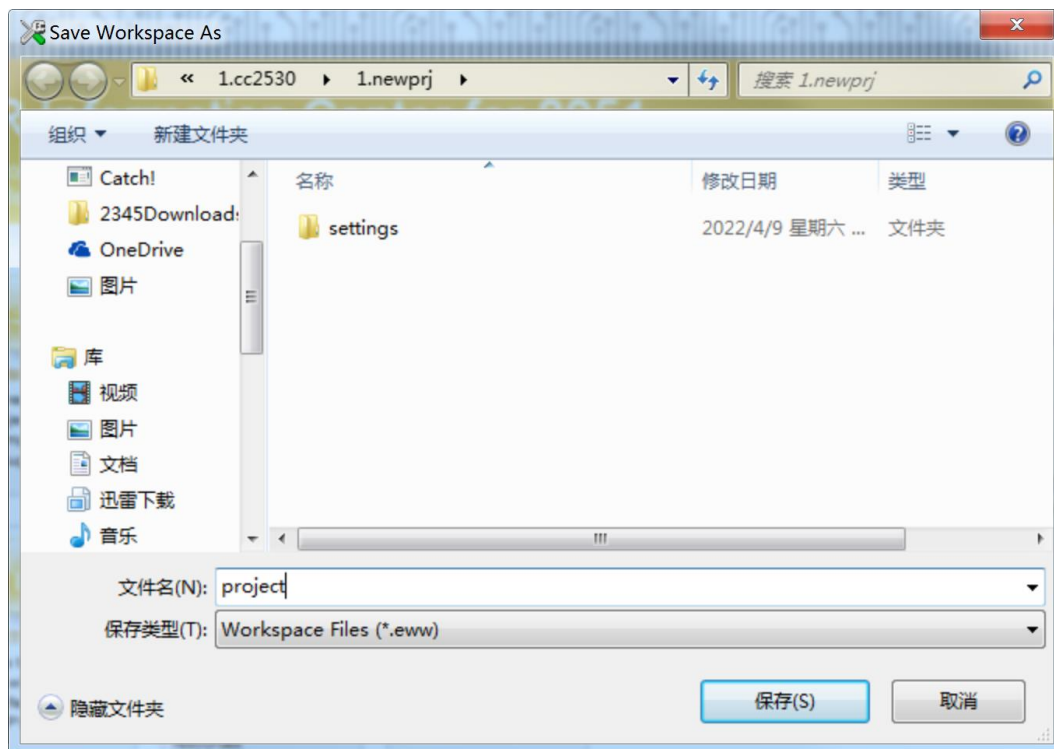 Save Workspace As
« 1.cc2530 1.newprj 搜索 1.newprj
组织 新建文件夹
Catch! 名称 修改日期 类型
2345Download settings 2022/4/9 星期六 ... 文件夹
OneDrive
图片
库
视频
图片
文档
迅雷下载
音乐
文件名(N): project
保存类型(T): Workspace Files (*.eww)
隐藏文件夹 保存(S) 取消